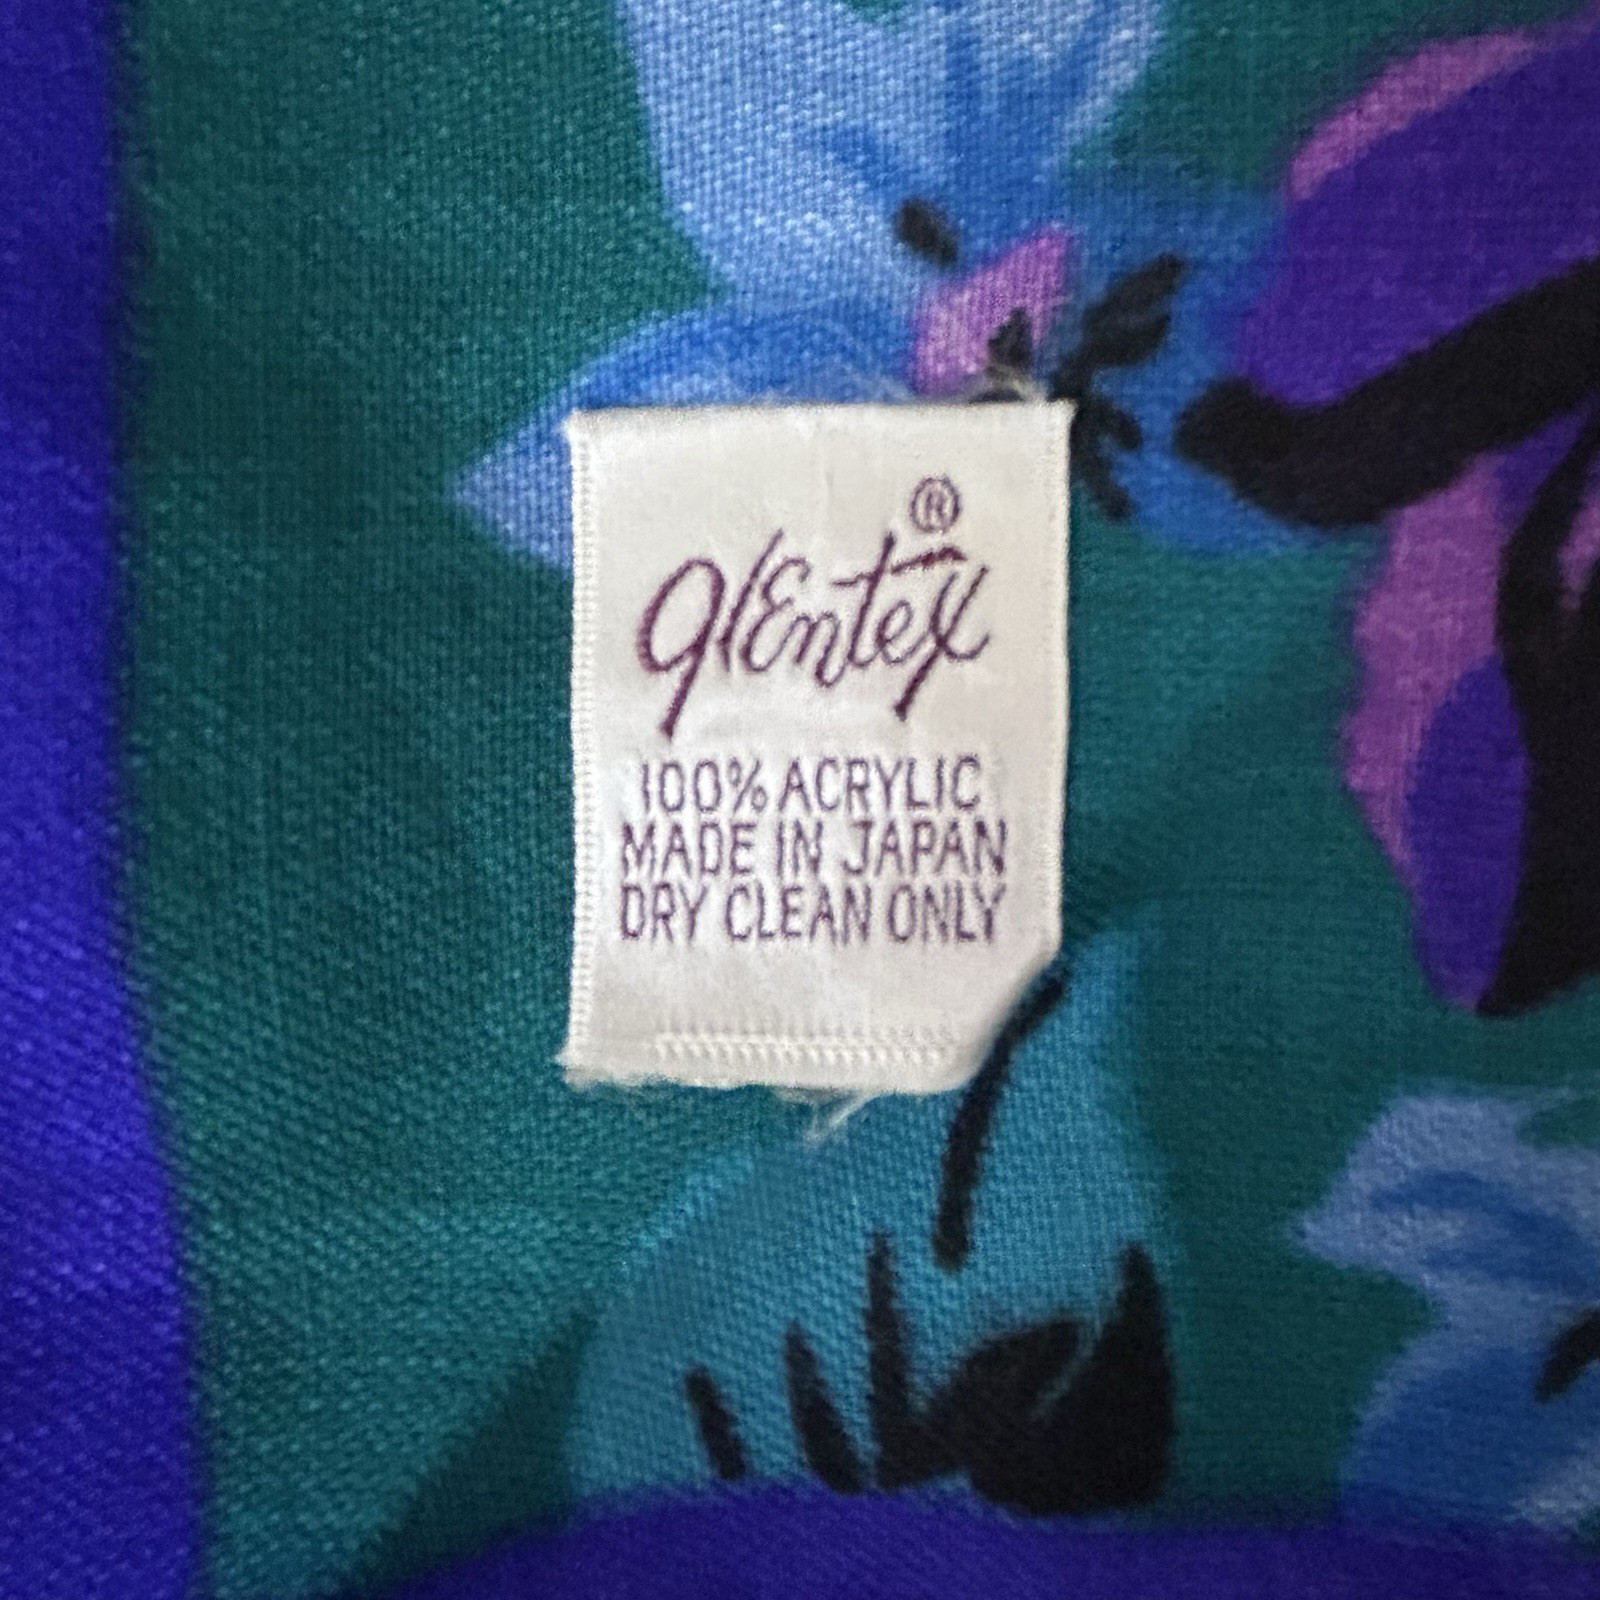 glentex®
100% ACRYLIC
MADE IN JAPAN
DRY CLEAN ONLY